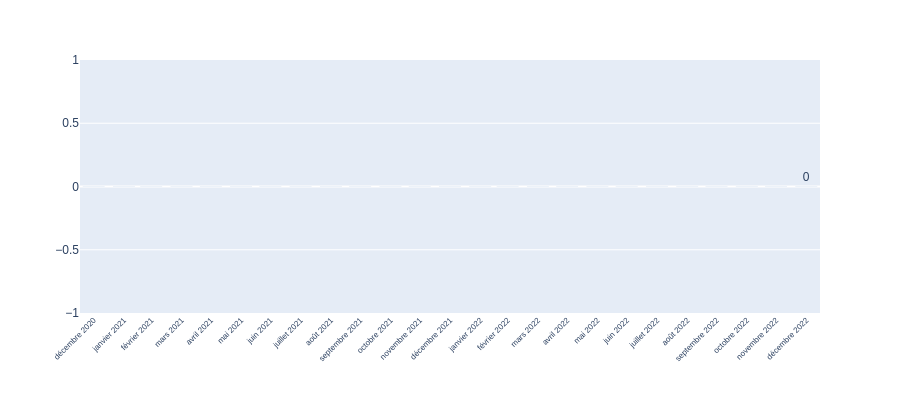 1
0.5
0
0
−0.5
−1
décembre 2020
janvier 2021
février 2021
mars 2021
avril 2021
mai 2021
juin 2021
juillet 2021
août 2021
septembre 2021
octobre 2021
novembre 2021
décembre 2021
janvier 2022
février 2022
mars 2022
avril 2022
mai 2022
juin 2022
juillet 2022
août 2022
septembre 2022
octobre 2022
novembre 2022
décembre 2022